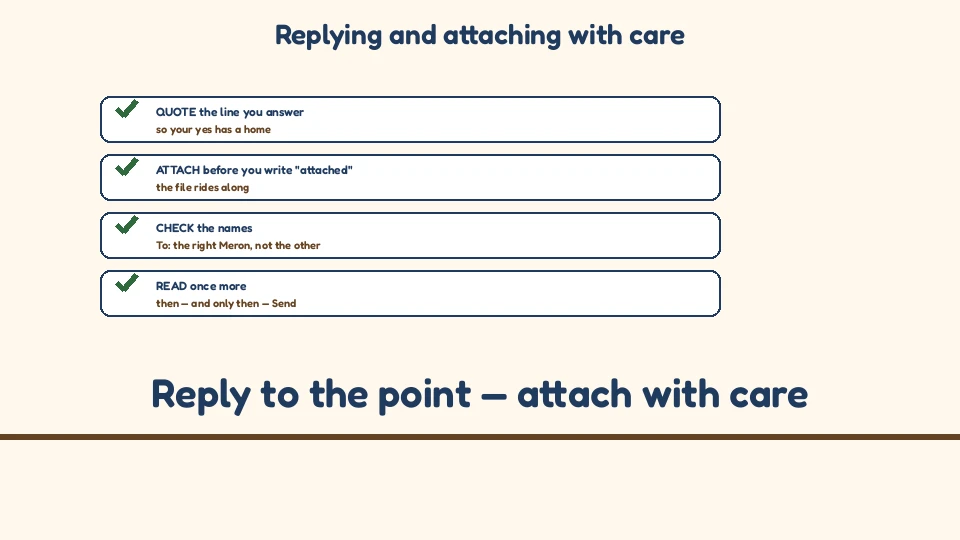 Replying and attaching with care
QUOTE the line you answer
so your yes has a home
ATTACH before you write "attached"
the file rides along
CHECK the names
To: the right Meron, not the other
READ once more
then — and only then — Send
Reply to the point — attach with care